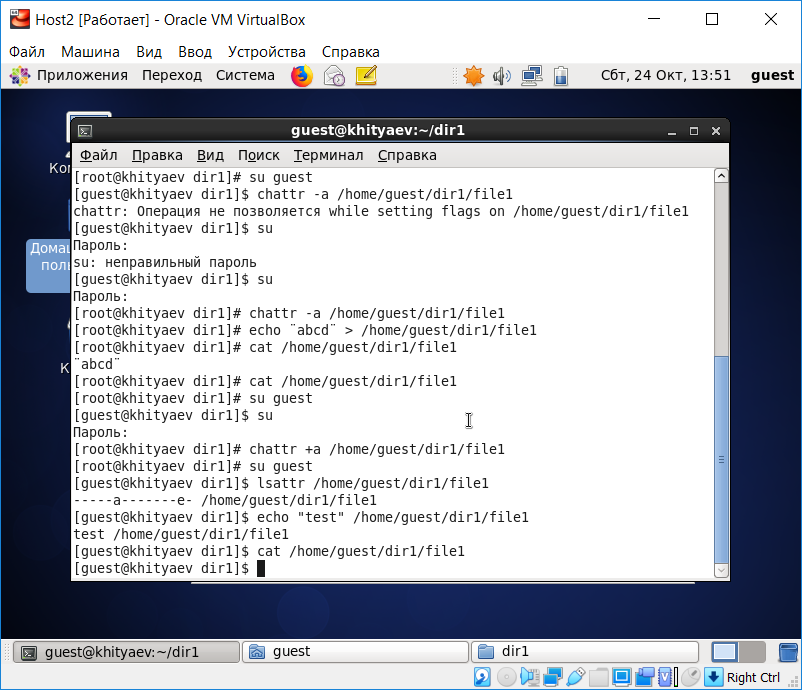 Host2 [Работает] - Oracle VM VirtualBox
Файл Машина Вид Ввод Устройства Справка
Приложения Переход Система Сбт, 24 Окт, 13:51 guest
guest@khityaev:~/dir1
Файл Правка Вид Поиск Терминал Справка
[root@khityaev dir1]# su guest
[guest@khityaev dir1]$ chattr -a /home/guest/dir1/file1
chattr: Операция не позволяется while setting flags on /home/guest/dir1/file1
[guest@khityaev dir1]$ su
Пароль:
su: неправильный пароль
[guest@khityaev dir1]$ su
Пароль:
[root@khityaev dir1]# chattr -a /home/guest/dir1/file1
[root@khityaev dir1]# echo ¨abcd¨ > /home/guest/dir1/file1
[root@khityaev dir1]# cat /home/guest/dir1/file1
¨abcd¨
[root@khityaev dir1]# cat /home/guest/dir1/file1
[root@khityaev dir1]# su guest
[guest@khityaev dir1]$ su
Пароль:
[root@khityaev dir1]# chattr +a /home/guest/dir1/file1
[root@khityaev dir1]# su guest
[guest@khityaev dir1]$ lsattr /home/guest/dir1/file1
-----a-------e- /home/guest/dir1/file1
[guest@khityaev dir1]$ echo "test" /home/guest/dir1/file1
test /home/guest/dir1/file1
[guest@khityaev dir1]$ cat /home/guest/dir1/file1
[guest@khityaev dir1]$
guest@khityaev:~/dir1 guest dir1
Right Ctrl